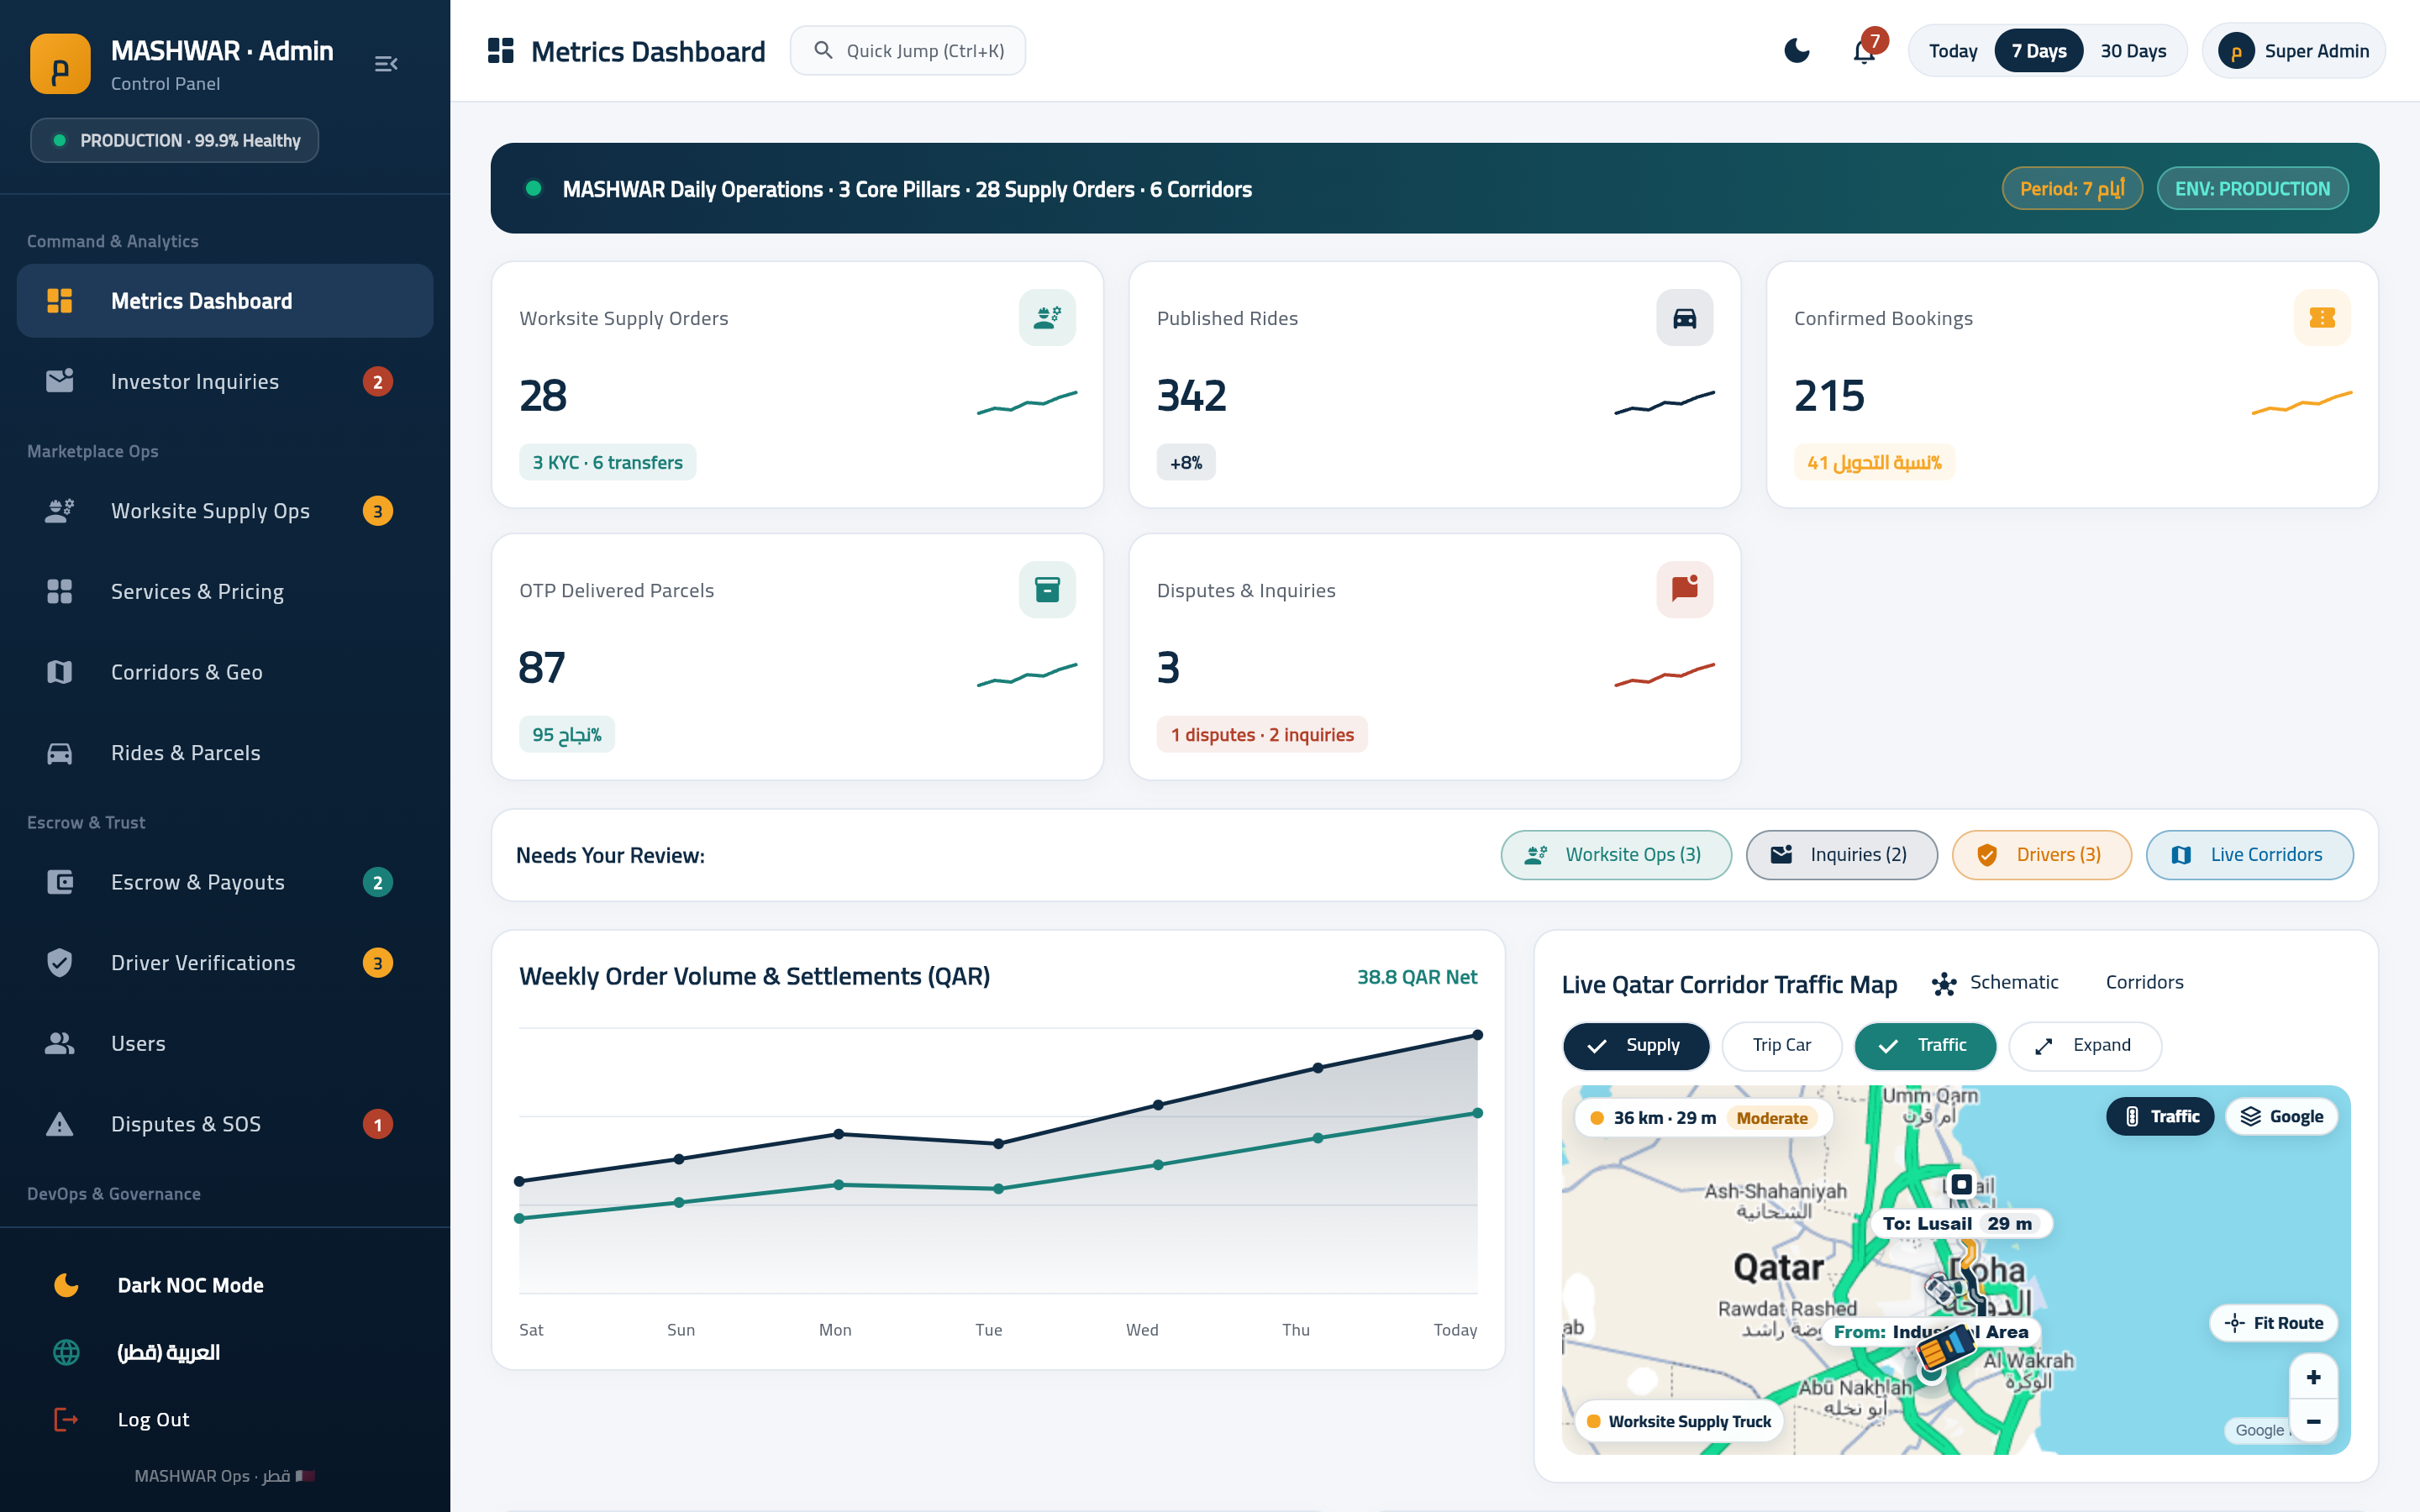 م
MASHWAR · Admin
Control Panel
PRODUCTION · 99.9% Healthy
Command & Analytics
Metrics Dashboard
Investor Inquiries 2
Marketplace Ops
Worksite Supply Ops 3
Services & Pricing
Corridors & Geo
Rides & Parcels
Escrow & Trust
Escrow & Payouts 2
Driver Verifications 3
Users
Disputes & SOS 1
DevOps & Governance
Dark NOC Mode
العربية (قطر)
Log Out
MASHWAR Ops · قطر 🇶🇦
Metrics Dashboard
Quick Jump (Ctrl+K)
7
Today 7 Days 30 Days
م Super Admin
MASHWAR Daily Operations · 3 Core Pillars · 28 Supply Orders · 6 Corridors
Period: 7 أيام
ENV: PRODUCTION
Worksite Supply Orders
28
3 KYC · 6 transfers
Published Rides
342
+8%
Confirmed Bookings
215
41 نسبة التحويل%
OTP Delivered Parcels
87
95 نجاح%
Disputes & Inquiries
3
1 disputes · 2 inquiries
Needs Your Review:
Worksite Ops (3)
Inquiries (2)
Drivers (3)
Live Corridors
Weekly Order Volume & Settlements (QAR)
38.8 QAR Net
Sat Sun Mon Tue Wed Thu Today
Live Qatar Corridor Traffic Map
Schematic
Corridors
Supply
Trip Car
Traffic
Expand
36 km · 29 m Moderate
Umm Qarn
أم قرن
Traffic
Google
Ash-Shahaniyah
الشحانية
To: Lusail 29 m
Qatar
Doha
الدوحة
Rawdat Rashed
روضة راشد
From: Industrial Area
Fit Route
Al Wakrah
الوكرة
Abū Nakhlah
أبو نخلة
+
−
Worksite Supply Truck
Google